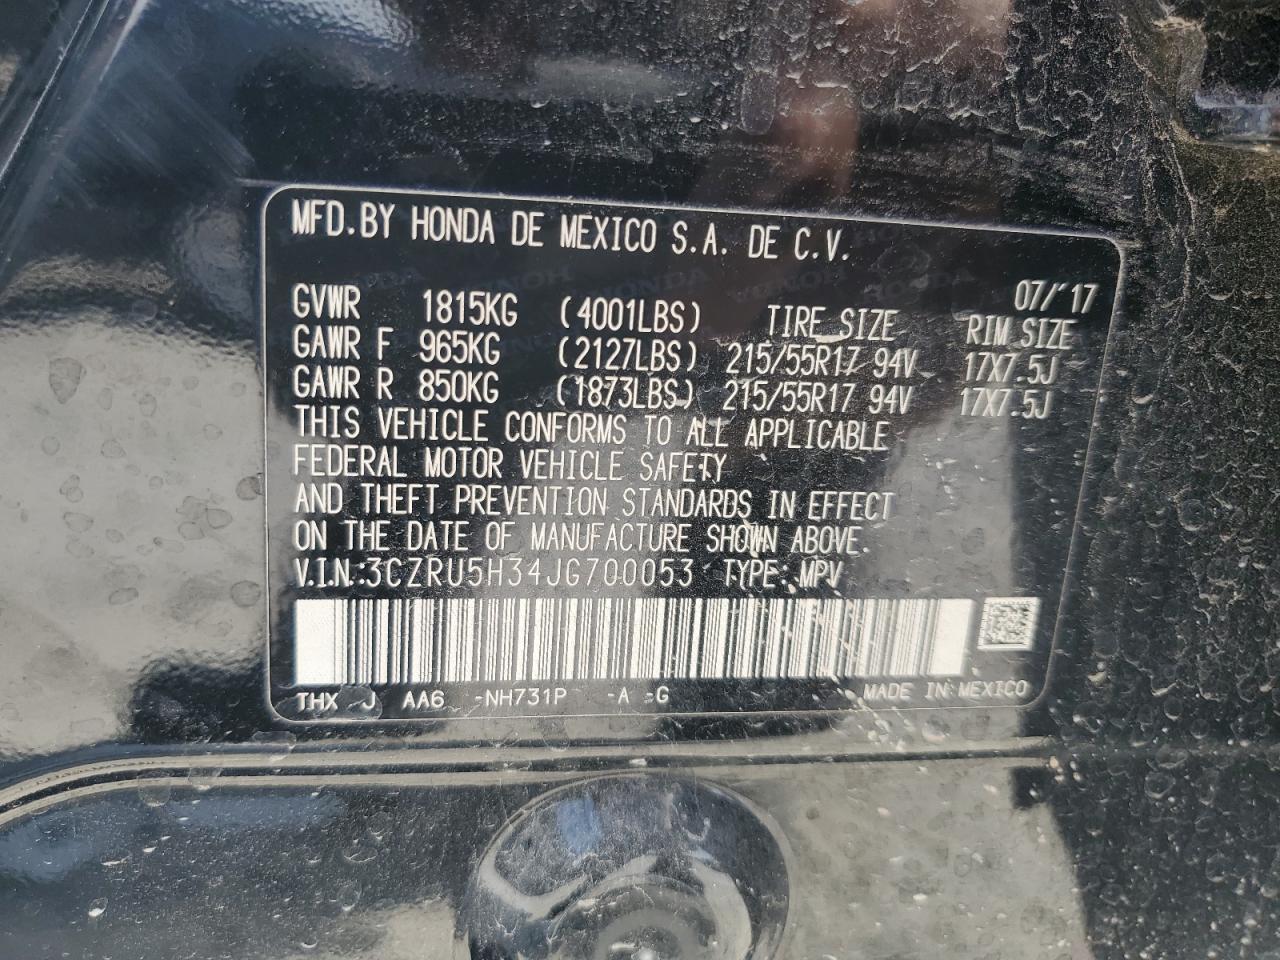 MFD.BY HONDA DE MEXICO S.A. DE C.V.
07/'17
GVWR 1815KG (4001LBS) TIRE SIZE RIM SIZE
GAWR F 965KG (2127LBS) 215/55R17 94V 17X7.5J
GAWR R 850KG (1873LBS) 215/55R17 94V 17X7.5J
THIS VEHICLE CONFORMS TO ALL APPLICABLE
FEDERAL MOTOR VEHICLE SAFETY
AND THEFT PREVENTION STANDARDS IN EFFECT
ON THE DATE OF MANUFACTURE SHOWN ABOVE.
V.I.N.:3CZRU5H34JG700053 TYPE: MPV
THX J AA6 -NH731P -A -G MADE IN MEXICO